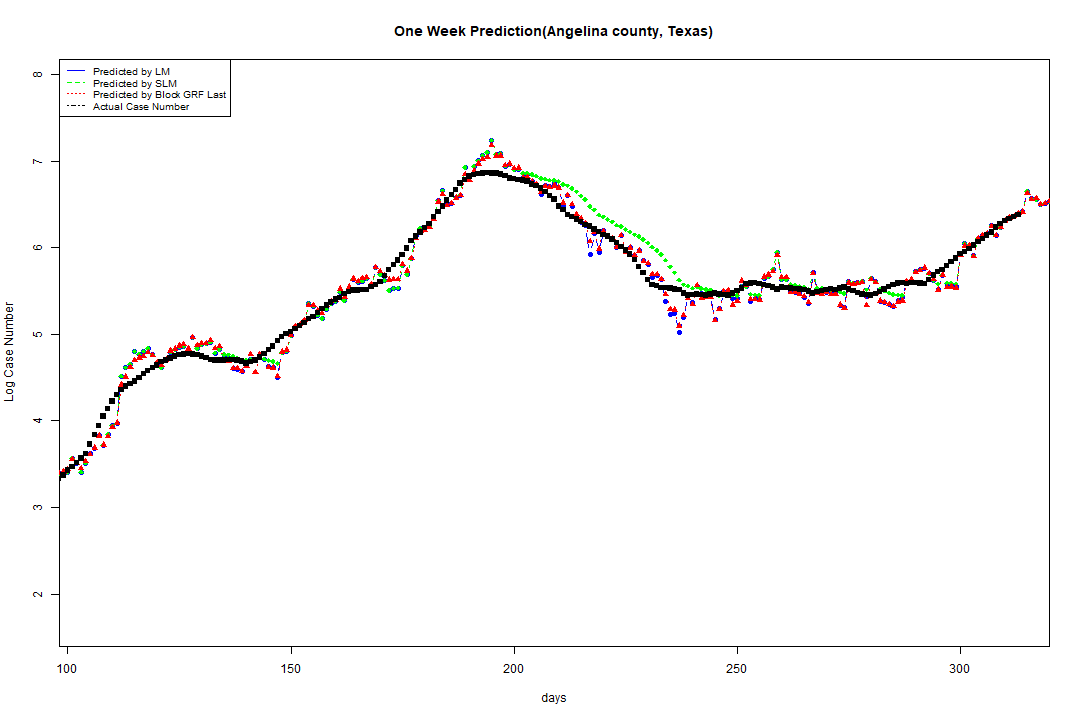 One Week Prediction(Angelina county, Texas)
Predicted by LM
Predicted by SLM
Predicted by Block GRF Last
Actual Case Number
Log Case Number
8
7
6
5
4
3
2
100 150 200 250 300
days